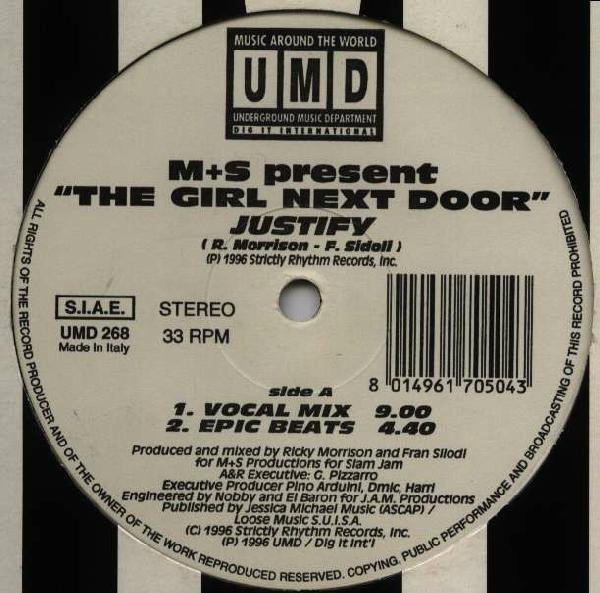 MUSIC AROUND THE WORLD
UMD
UNDERGROUND MUSIC DEPARTMENT
DIG IT INTERNATIONAL
M+S present
"THE GIRL NEXT DOOR"
JUSTIFY
( R. Morrison - F. Sidoli )
(P) 1996 Strictly Rhythm Records, Inc.
S.I.A.E.
STEREO
UMD 268
33 RPM
Made in Italy
8 014961 705043
side A
1. VOCAL MIX 9.00
2. EPIC BEATS 4.40
Produced and mixed by Ricky Morrison and Fran Silodi
for M+S Productions for Slam Jam
A&R Executive: G. Pizzarro
Executive Producer Pino Arduini, Dmic, Harri
Engineered by Nobby and El Baron for J.A.M. Productions
Published by Jessica Michael Music (ASCAP) /
Loose Music S.U.I.S.A.
(C) 1996 Strictly Rhythm Records, Inc.
(P) 1996 UMD / Dig It Int'l
ALL RIGHTS OF THE RECORD PRODUCER AND OF THE OWNER OF THE WORK REPRODUCED RESERVED. COPYING, PUBLIC PERFORMANCE AND BROADCASTING OF THIS RECORD PROHIBITED